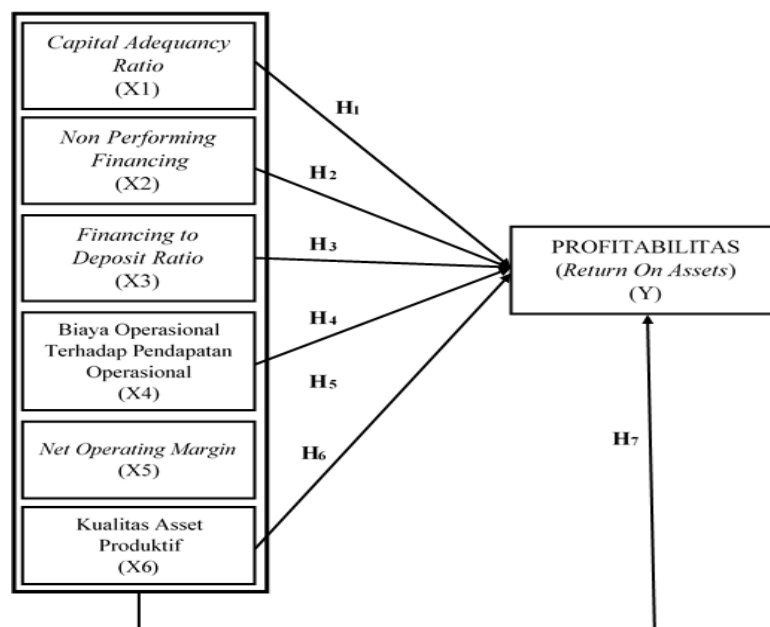 Capital Adequancy
Ratio
(X1)
Non Performing
Financing
(X2)
Financing to
Deposit Ratio
(X3)
Biaya Operasional
Terhadap Pendapatan
Operasional
(X4)
Net Operating Margin
(X5)
Kualitas Asset
Produktif
(X6)
H1
H2
H3
H4
H5
H6
PROFITABILITAS
(Return On Assets)
(Y)
H7